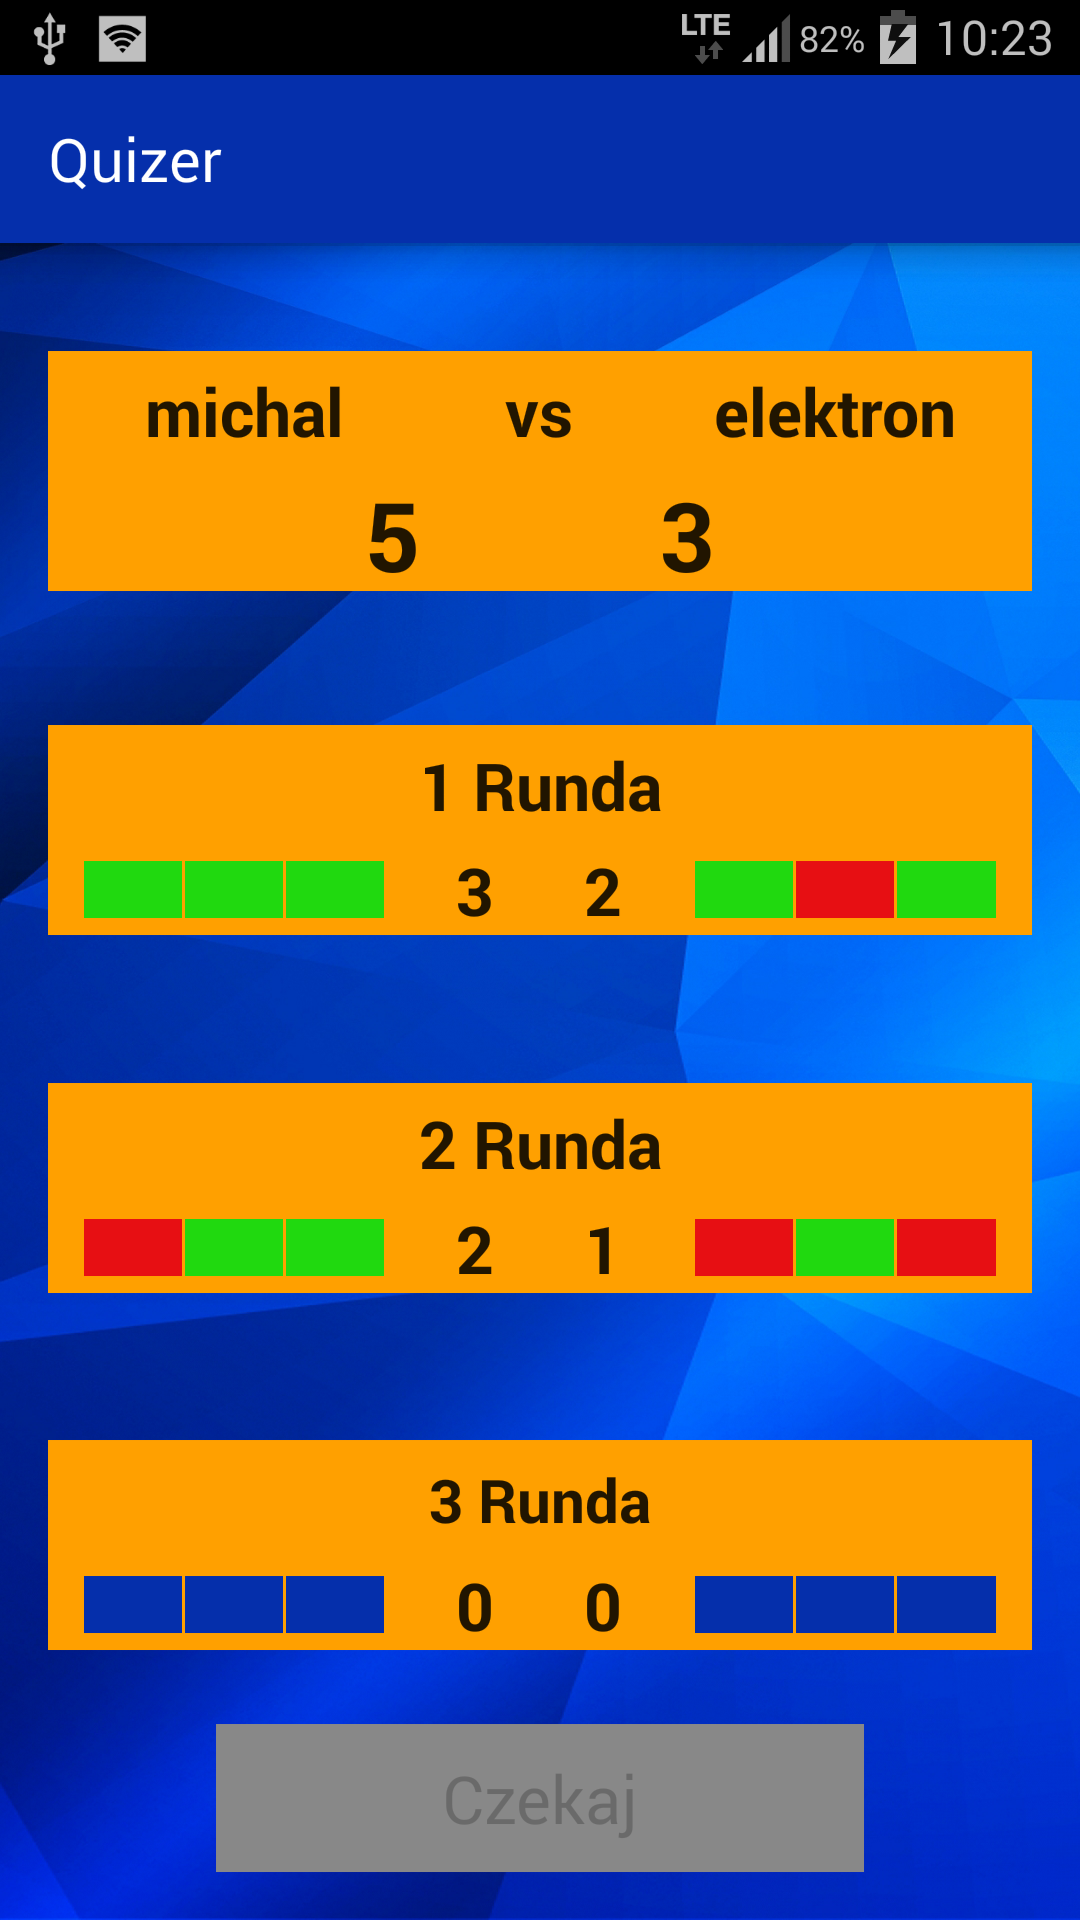 LTE 82% 10:23
Quizer
michal vs elektron
5 3
1 Runda
3 2
2 Runda
2 1
3 Runda
0 0
Czekaj